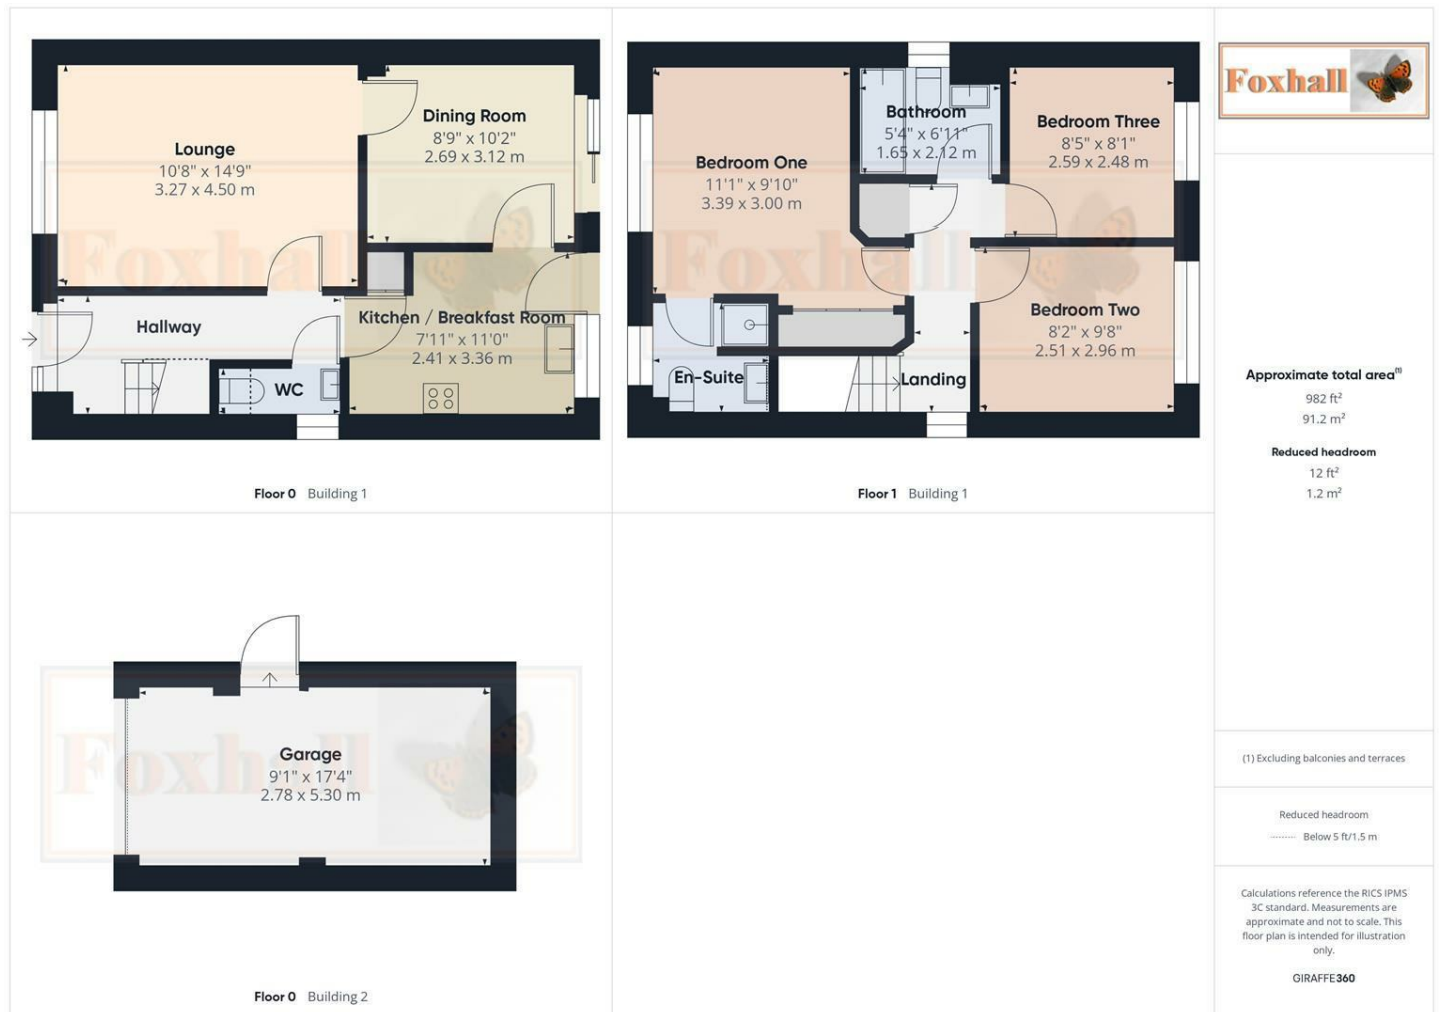 Lounge
10'8" x 14'9"
3.27 x 4.50 m
Dining Room
8'9" x 10'2"
2.69 x 3.12 m
Hallway
Kitchen / Breakfast Room
7'11" x 11'0"
2.41 x 3.36 m
WC
Foxhall
Floor 0 Building 1
Bedroom One
11'1" x 9'10"
3.39 x 3.00 m
Bathroom
5'4" x 6'11"
1.65 x 2.12 m
Bedroom Three
8'5" x 8'1"
2.59 x 2.48 m
Bedroom Two
8'2" x 9'8"
2.51 x 2.96 m
En-Suite
Landing
Foxhall
Floor 1 Building 1
Garage
9'1" x 17'4"
2.78 x 5.30 m
Foxhall
Floor 0 Building 2
Foxhall
Approximate total area(1)
982 ft²
91.2 m²
Reduced headroom
12 ft²
1.2 m²
(1) Excluding balconies and terraces
Reduced headroom
Below 5 ft/1.5 m
Calculations reference the RICS IPMS
3C standard. Measurements are
approximate and not to scale. This
floor plan is intended for illustration
only.
GIRAFFE360